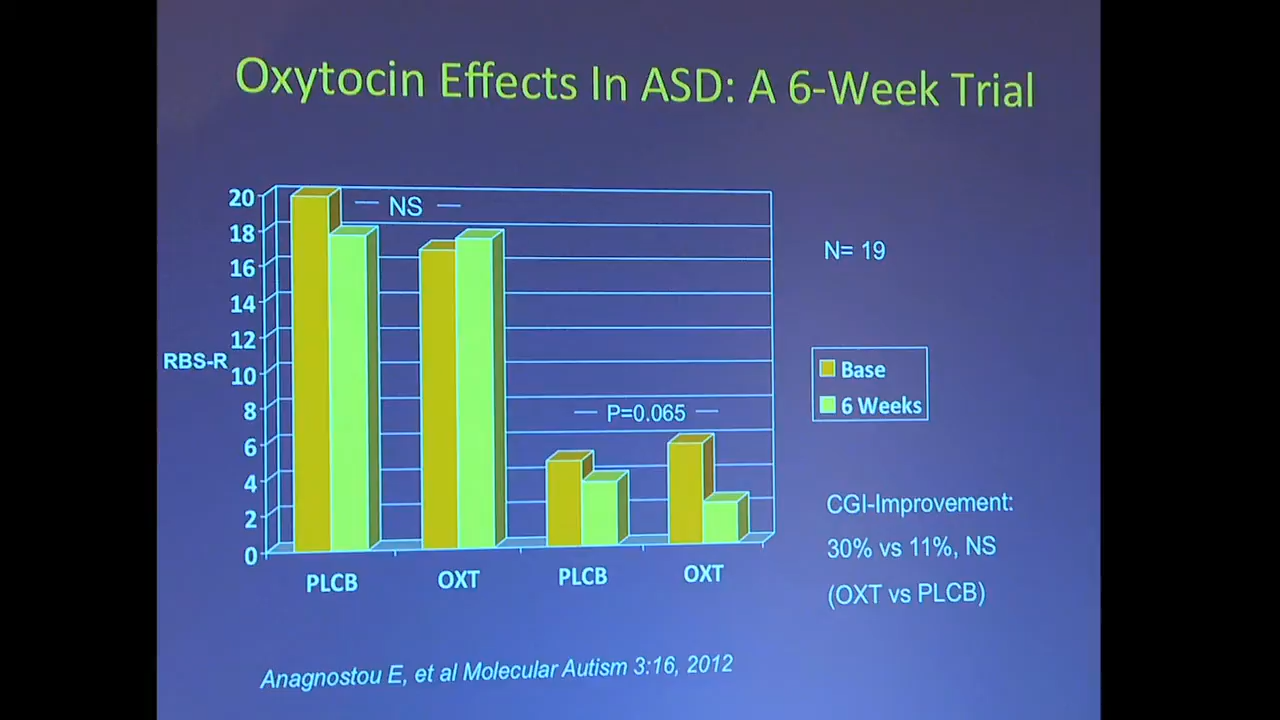 Oxytocin Effects In ASD: A 6-Week Trial
20
18
16
14
12
10
8
6
4
2
0
RBS-R
NS
P=0.065
PLCB
OXT
PLCB
OXT
N= 19
Base
6 Weeks
CGI-Improvement:
30% vs 11%, NS
(OXT vs PLCB)
Anagnostou E, et al Molecular Autism 3:16, 2012